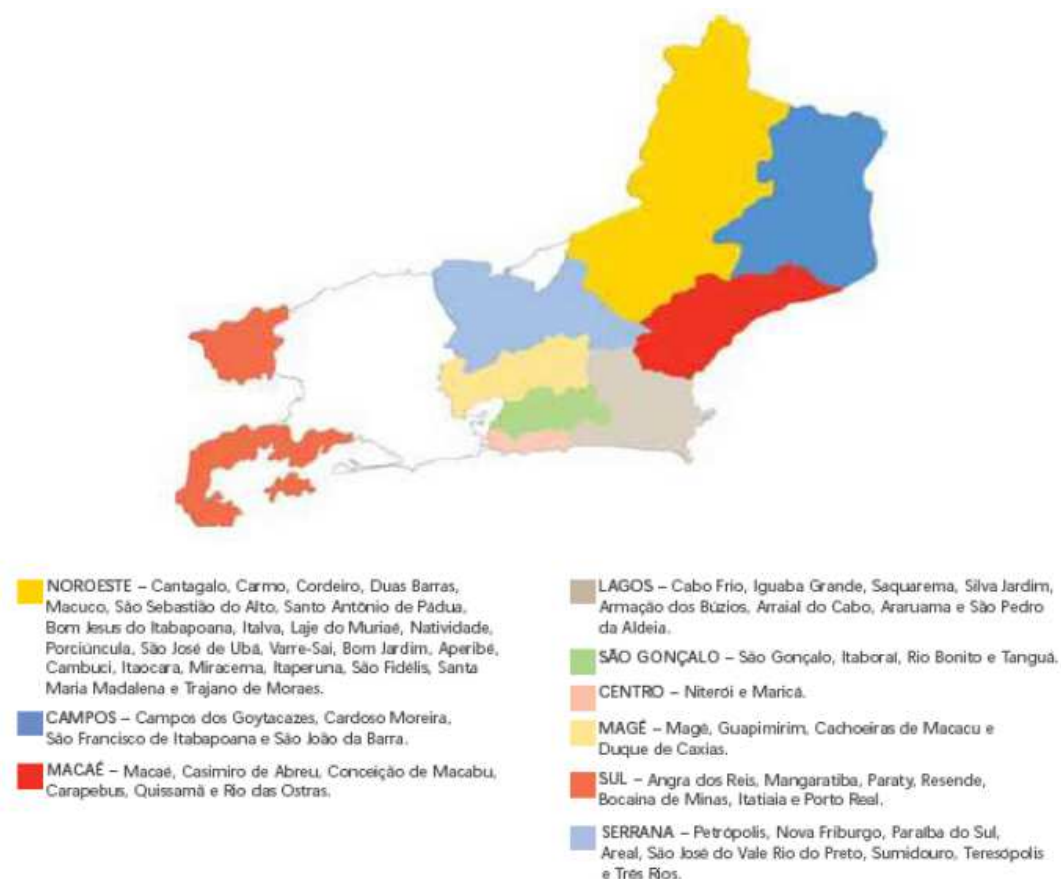 NOROESTE – Cantagalo, Carmo, Cordeiro, Duas Barras,
Macuco, São Sebastião do Alto, Santo Antônio de Pádua,
Bom Jesus do Itabapoana, Italva, Laje do Muriaé, Natividade,
Porciúncula, São José de Ubá, Varre-Sai, Bom Jardim, Aperibé,
Cambuci, Itaocara, Miracema, Itaperuna, São Fidélis, Santa
Maria Madalena e Trajano de Moraes.
CAMPOS – Campos dos Goytacazes, Cardoso Moreira,
São Francisco de Itabapoana e São João da Barra.
MACAÉ – Macaé, Casimiro de Abreu, Conceição de Macabu,
Carapebus, Quissamã e Rio das Ostras.
LAGOS – Cabo Frio, Iguaba Grande, Saquarema, Silva Jardim,
Armação dos Búzios, Arraial do Cabo, Araruama e São Pedro
da Aldeia.
SÃO GONÇALO – São Gonçalo, Itaboraí, Rio Bonito e Tanguá.
CENTRO – Niterói e Maricá.
MAGÉ – Magé, Guapimirim, Cachoeiras de Macacu e
Duque de Caxias.
SUL – Angra dos Reis, Mangaratiba, Paraty, Resende,
Bocaina de Minas, Itatiaia e Porto Real.
SERRANA – Petrópolis, Nova Friburgo, Paraíba do Sul,
Areal, São José do Vale Rio do Preto, Sumidouro, Teresópolis
e Três Rios.